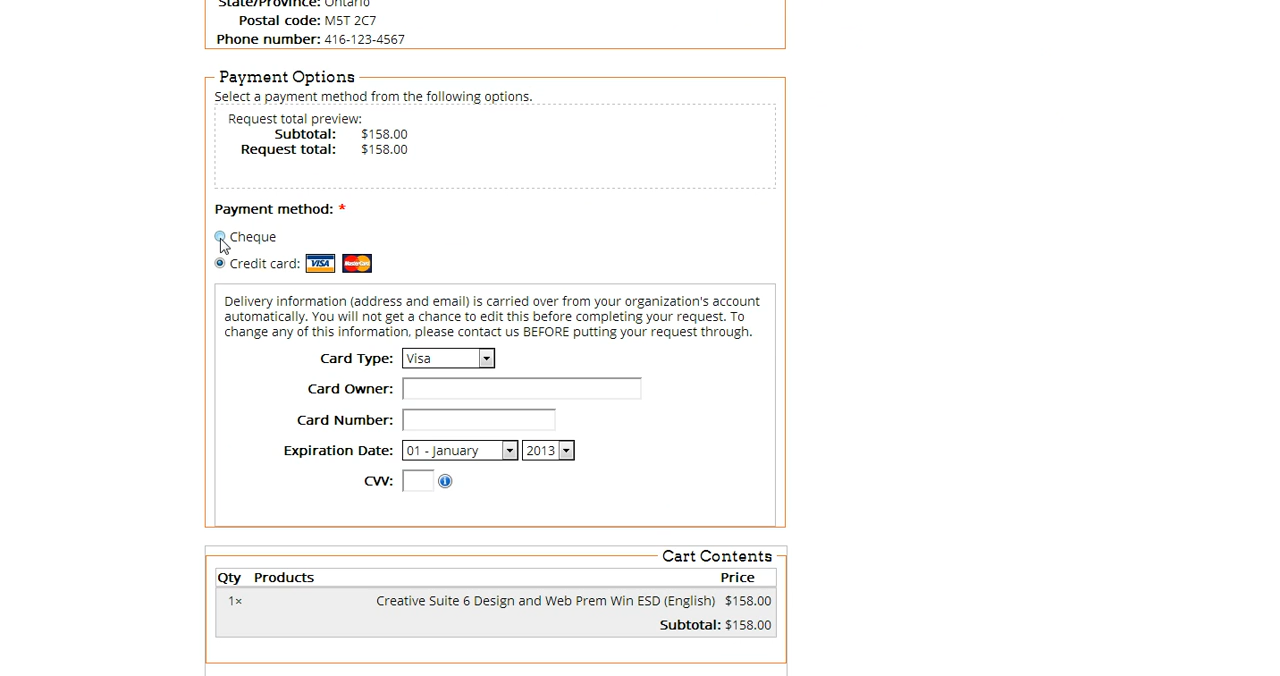 State/Province: Ontario
Postal code: M5T 2C7
Phone number: 416-123-4567
Payment Options
Select a payment method from the following options.
Request total preview:
Subtotal: $158.00
Request total: $158.00
Payment method: *
Cheque
Credit card: VISA MasterCard
Delivery information (address and email) is carried over from your organization's account
automatically. You will not get a chance to edit this before completing your request. To
change any of this information, please contact us BEFORE putting your request through.
Card Type: Visa
Card Owner:
Card Number:
Expiration Date: 01 - January 2013
CVV:
Cart Contents
Qty Products Price
1× Creative Suite 6 Design and Web Prem Win ESD (English) $158.00
Subtotal: $158.00